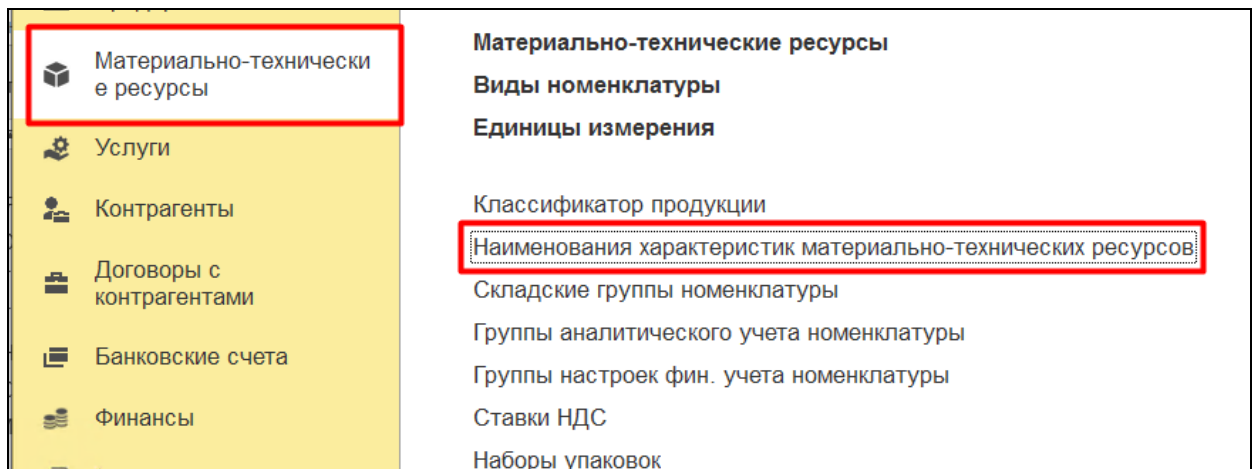 Материально-технически
е ресурсы
Услуги
Контрагенты
Договоры с
контрагентами
Банковские счета
Финансы
Материально-технические ресурсы
Виды номенклатуры
Единицы измерения
Классификатор продукции
Наименования характеристик материально-технических ресурсов
Складские группы номенклатуры
Группы аналитического учета номенклатуры
Группы настроек фин. учета номенклатуры
Ставки НДС
Наборы упаковок